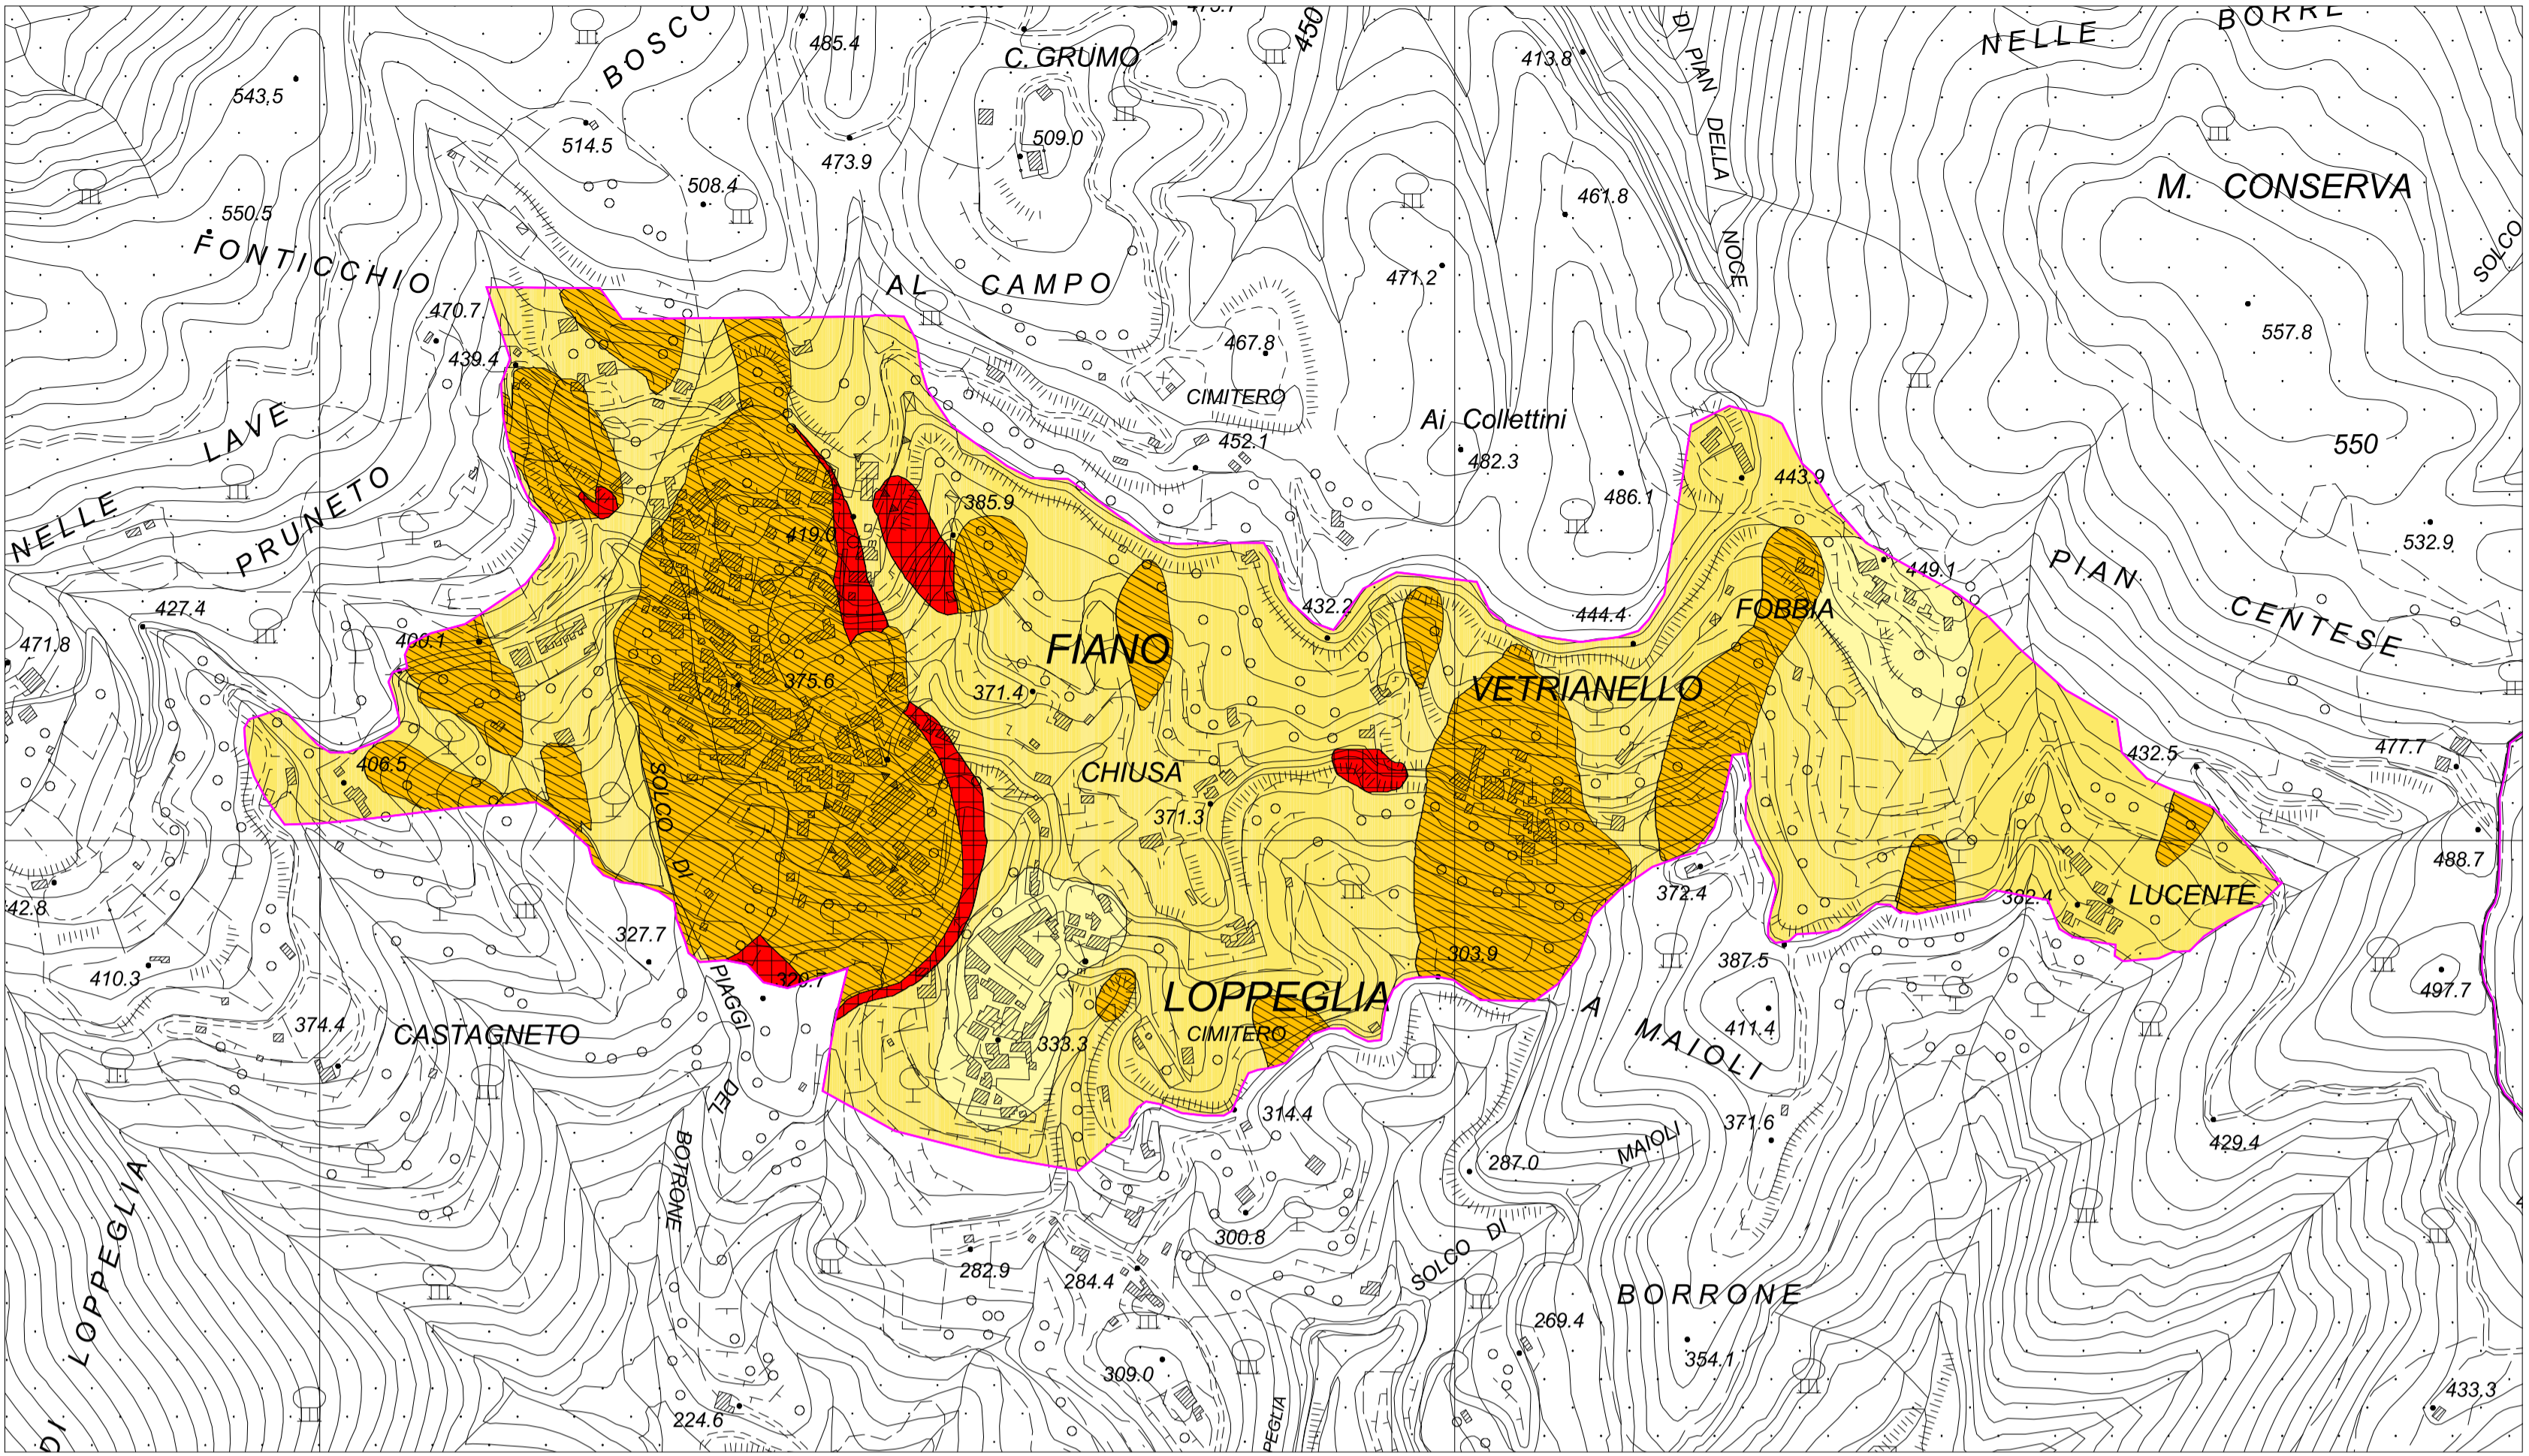 485.4
C. GRUMO
450
413.8
DI PIAN DELLA NOCE
NELLE BORRE
BOSCO
543,5
514.5
473.9
509.0
508.4
461.8
M. CONSERVA
SOLCO
550.5
FONTICCHIO
AL CAMPO
471.2
470.7
439.4
467.8
557.8
CIMITERO
Ai Collettini
LAVE
NELLE
PRUNETO
452.1
482.3
486.1
443.9
550
385.9
419.0
532.9
449.1
PIAN CENTESE
427.4
432.2
444.4
FOBBIA
471.8
400.1
FIANO
375.6
371.4
VETRIANELLO
406.5
CHIUSA
371.3
432.5
477.7
SOLCO DI
PIAGGI
DEL
BOTRONE
488.7
372.4
382.4
LUCENTE
42.8
327.7
410.3
303.9
387.5
497.7
LOPPEGLIA
CIMITERO
374.4
CASTAGNETO
333.3
A MAIOLI
411.4
314.4
371.6
429.4
MAIOLI
287.0
LOPPEGLIA
DI
300.8
SOLCO DI
282.9
284.4
BORRONE
269.4
309.0
354.1
224.6
PEGLIA
433.3